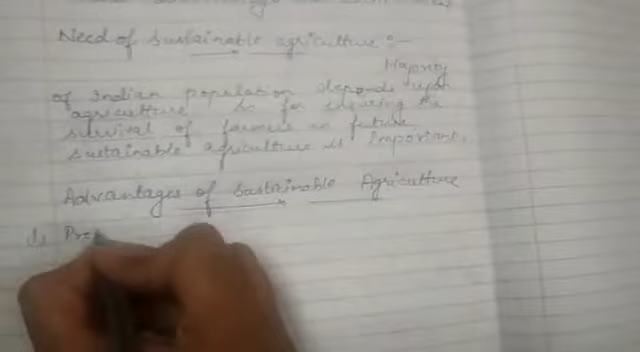 Need of sustainable agriculture :-
Majority
of Indian population depends upon
agriculture so for ensuring the
survival of farmers in future
sustainable agriculture is important.
Advantages of Sustainable Agriculture